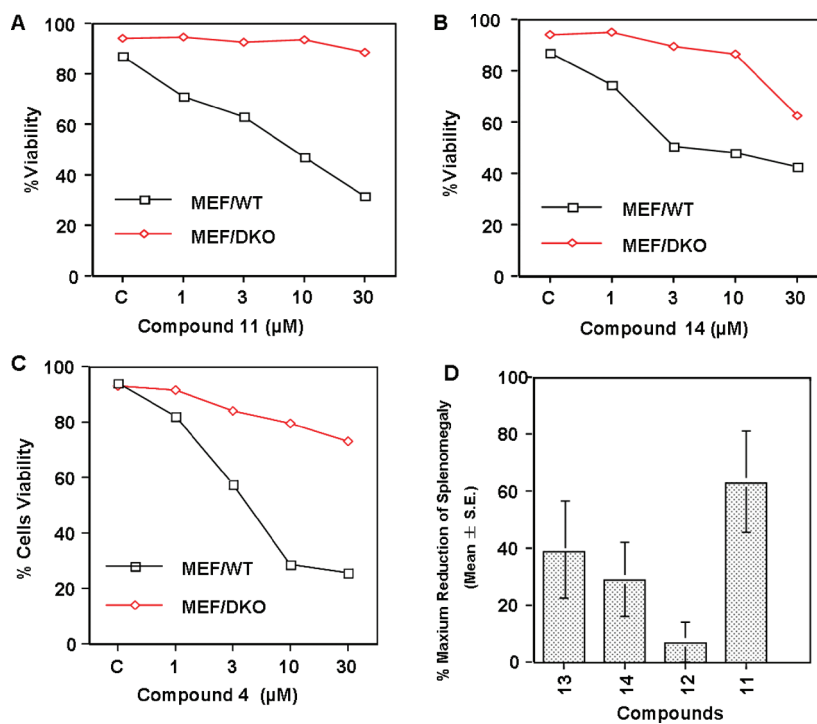 A
100
80
60
40
20
0
%Viability
MEF/WT
MEF/DKO
C 1 3 10 30
Compound 11 (μM)
B
100
80
60
40
20
0
%Viability
MEF/WT
MEF/DKO
C 1 3 10 30
Compound 14 (μM)
C
100
80
60
40
20
0
% Cells Viability
MEF/WT
MEF/DKO
C 1 3 10 30
Compound 4 (μM)
D
100
80
60
40
20
0
% Maxium Reduction of Splenomegaly
(Mean ± S.E.)
13 14 12 11
Compounds